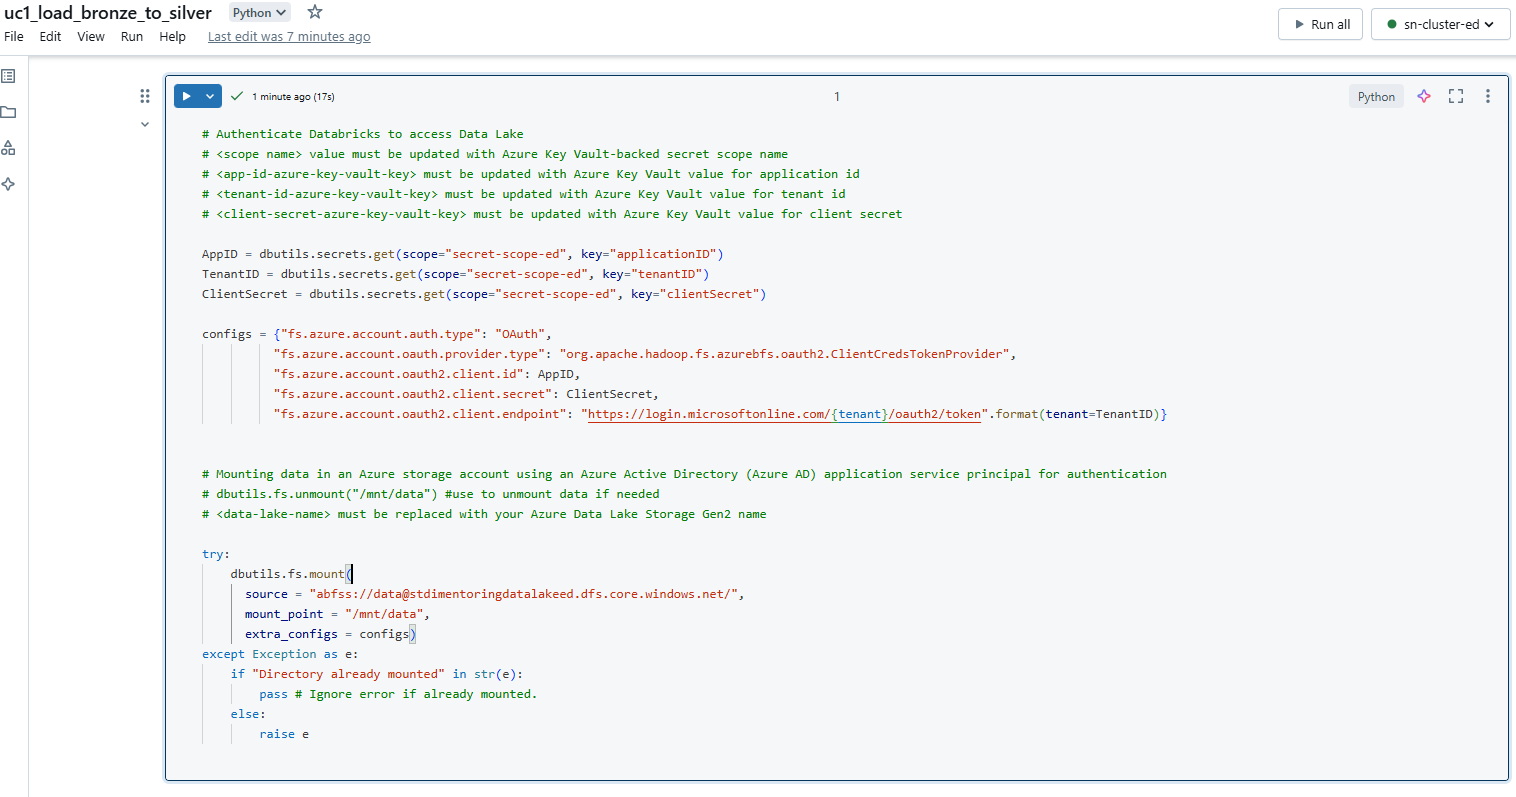 uc1_load_bronze_to_silver Python
File Edit View Run Help Last edit was 7 minutes ago
Run all sn-cluster-ed
1 minute ago (17s) 1 Python
# Authenticate Databricks to access Data Lake
# <scope name> value must be updated with Azure Key Vault-backed secret scope name
# <app-id-azure-key-vault-key> must be updated with Azure Key Vault value for application id
# <tenant-id-azure-key-vault-key> must be updated with Azure Key Vault value for tenant id
# <client-secret-azure-key-vault-key> must be updated with Azure Key Vault value for client secret
AppID = dbutils.secrets.get(scope="secret-scope-ed", key="applicationID")
TenantID = dbutils.secrets.get(scope="secret-scope-ed", key="tenantID")
ClientSecret = dbutils.secrets.get(scope="secret-scope-ed", key="clientSecret")
configs = {"fs.azure.account.auth.type": "OAuth",
"fs.azure.account.oauth.provider.type": "org.apache.hadoop.fs.azurebfs.oauth2.ClientCredsTokenProvider",
"fs.azure.account.oauth2.client.id": AppID,
"fs.azure.account.oauth2.client.secret": ClientSecret,
"fs.azure.account.oauth2.client.endpoint": "https://login.microsoftonline.com/{tenant}/oauth2/token".format(tenant=TenantID)}
# Mounting data in an Azure storage account using an Azure Active Directory (Azure AD) application service principal for authentication
# dbutils.fs.unmount("/mnt/data") #use to unmount data if needed
# <data-lake-name> must be replaced with your Azure Data Lake Storage Gen2 name
try:
dbutils.fs.mount(
source = "abfss://data@stdimentoringdatalakeed.dfs.core.windows.net/",
mount_point = "/mnt/data",
extra_configs = configs)
except Exception as e:
if "Directory already mounted" in str(e):
pass # Ignore error if already mounted.
else:
raise e